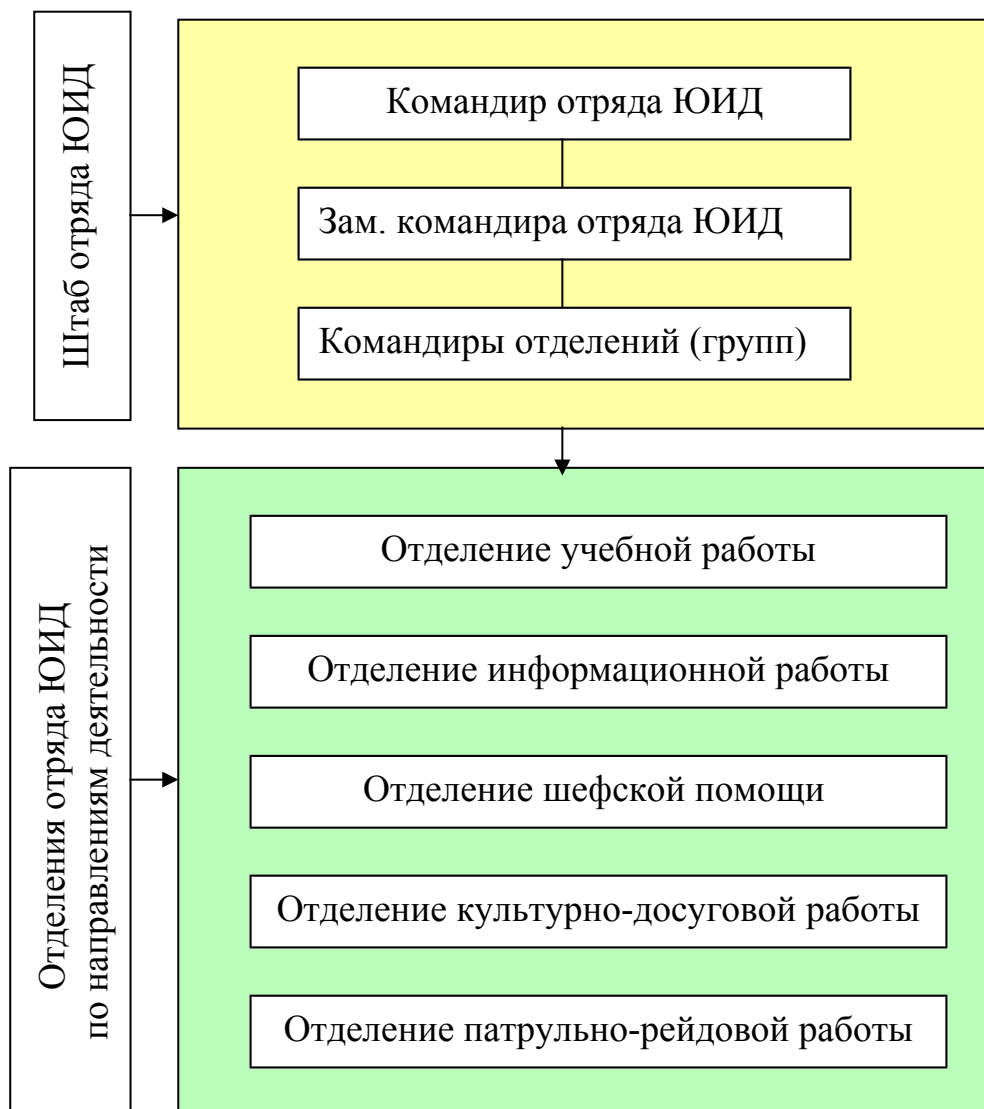 Штаб отряда ЮИД
Командир отряда ЮИД
Зам. командира отряда ЮИД
Командиры отделений (групп)
Отделения отряда ЮИД
по направлениям деятельности
Отделение учебной работы
Отделение информационной работы
Отделение шефской помощи
Отделение культурно-досуговой работы
Отделение патрульно-рейдовой работы